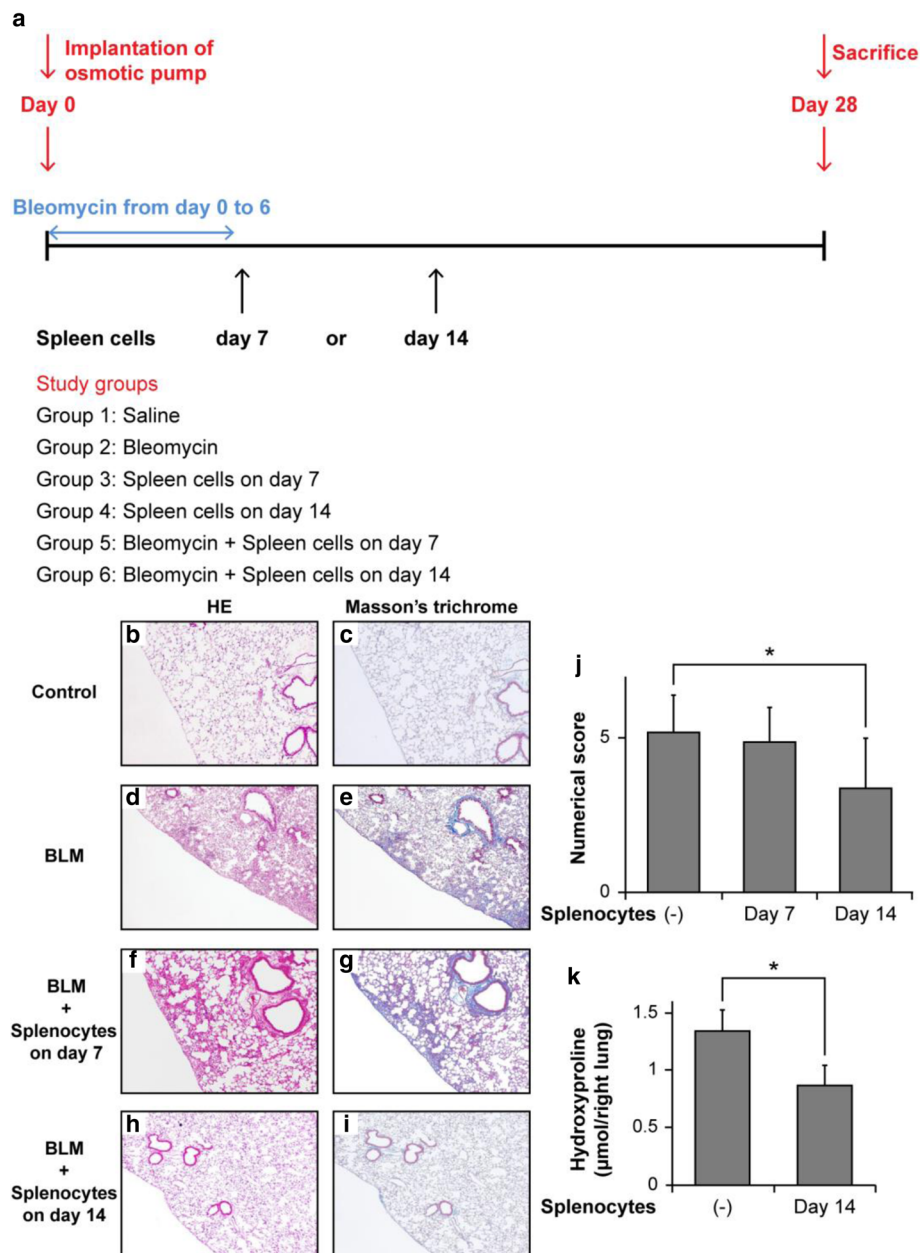 a
Implantation of
osmotic pump
Sacrifice
Day 0
Day 28
Bleomycin from day 0 to 6
Spleen cells day 7 or day 14
Study groups
Group 1: Saline
Group 2: Bleomycin
Group 3: Spleen cells on day 7
Group 4: Spleen cells on day 14
Group 5: Bleomycin + Spleen cells on day 7
Group 6: Bleomycin + Spleen cells on day 14
HE
Masson's trichrome
Control
b
c
BLM
d
e
BLM
+
Splenocytes
on day 7
f
g
BLM
+
Splenocytes
on day 14
h
i
j
*
Numerical score
5
0
Splenocytes (-) Day 7 Day 14
k
*
Hydroxyproline
(µmol/right lung)
1.5
1
0.5
0
Splenocytes (-) Day 14